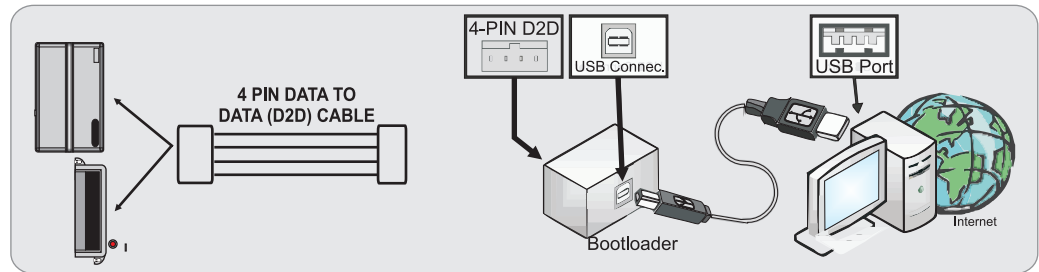 4 PIN DATA TO
DATA (D2D) CABLE
4-PIN D2D
USB Connec.
USB Port
Bootloader
Internet